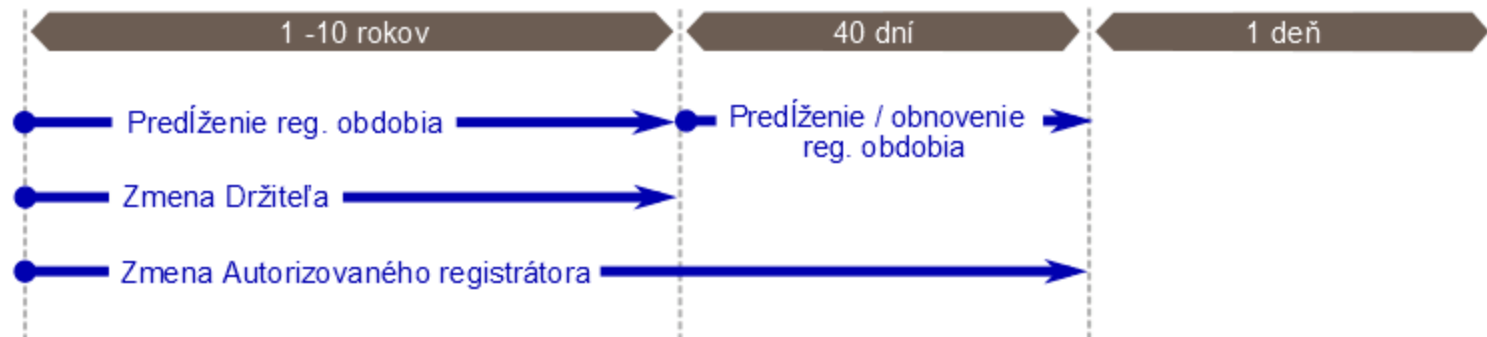 1 -10 rokov
40 dní
1 deň
Predĺženie reg. obdobia
Predĺženie / obnovenie
reg. obdobia
Zmena Držiteľa
Zmena Autorizovaného registrátora